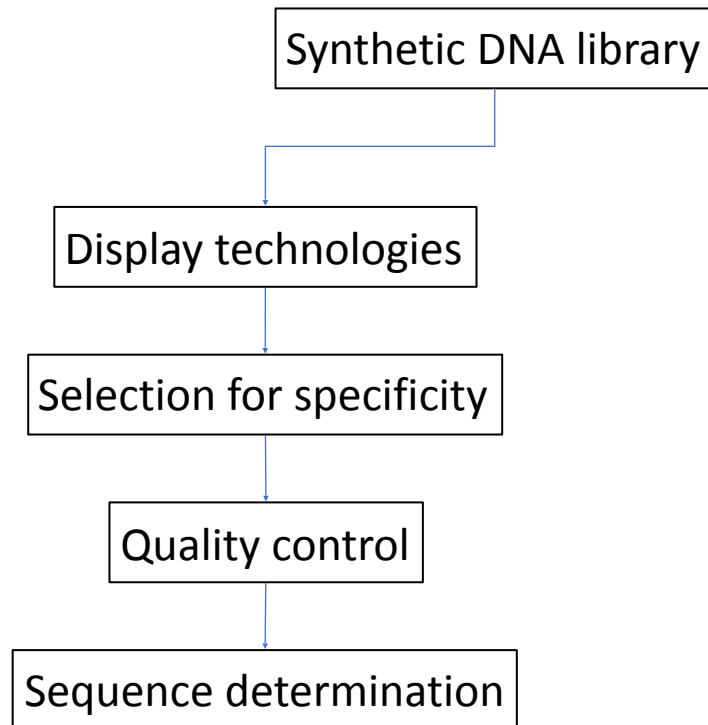 Synthetic DNA library
Display technologies
Selection for specificity
Quality control
Sequence determination